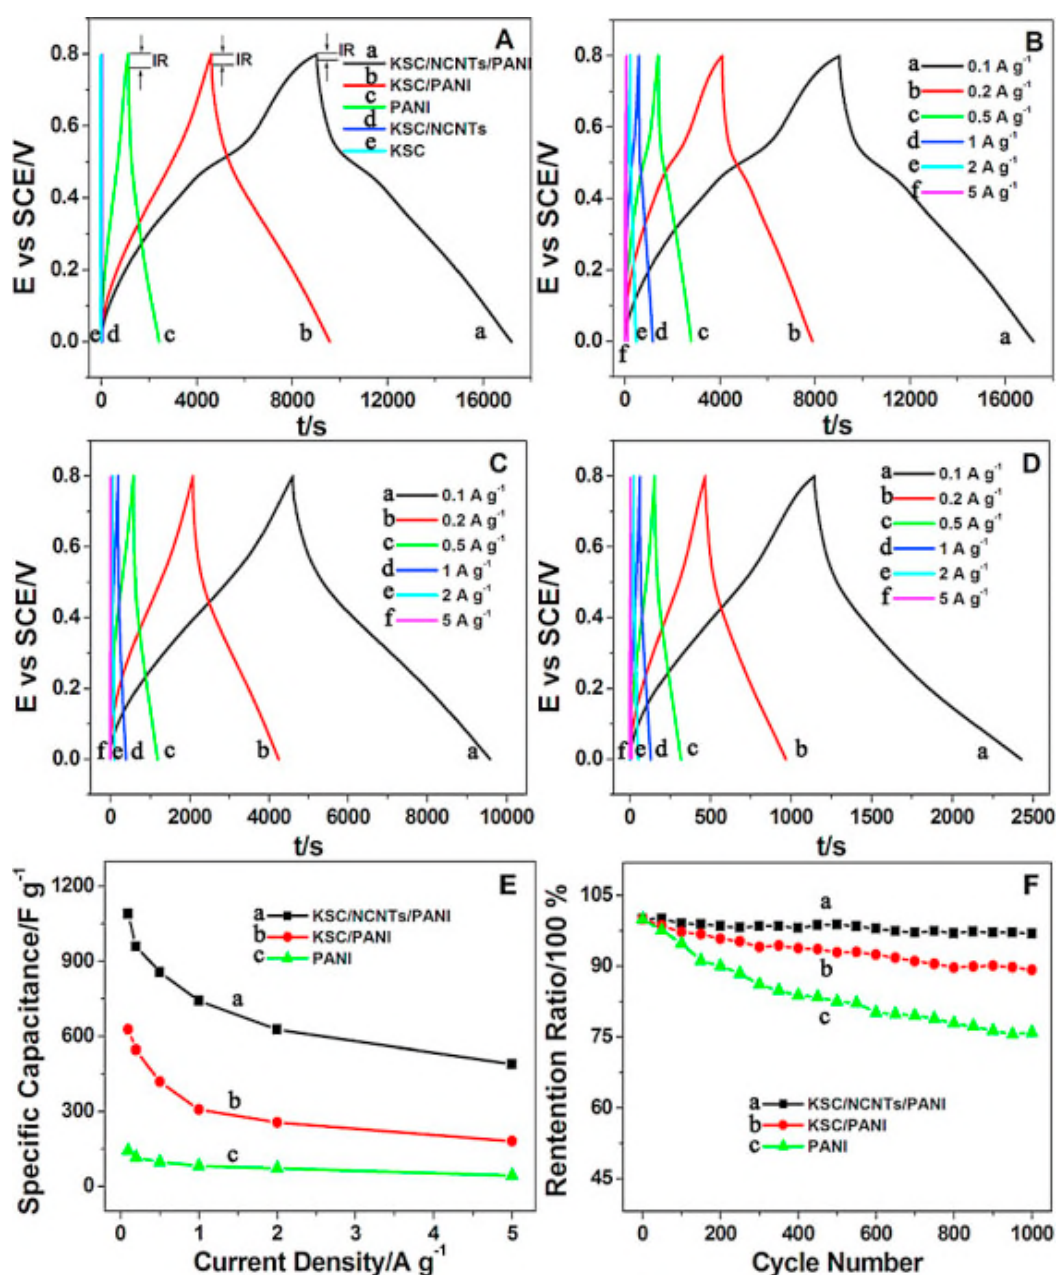 A
E vs SCE/V
0.8
0.6
0.4
0.2
0.0
IR
IR
IR
a KSC/NCNTs/PANI
b KSC/PANI
c PANI
d KSC/NCNTs
e KSC
e d c b a
0 4000 8000 12000 16000
t/s
B
E vs SCE/V
0.8
0.6
0.4
0.2
0.0
a 0.1 A g-1
b 0.2 A g-1
c 0.5 A g-1
d 1 A g-1
e 2 A g-1
f 5 A g-1
f e d c b a
0 4000 8000 12000 16000
t/s
C
E vs SCE/V
0.8
0.6
0.4
0.2
0.0
a 0.1 A g-1
b 0.2 A g-1
c 0.5 A g-1
d 1 A g-1
e 2 A g-1
f 5 A g-1
f e d c b a
0 2000 4000 6000 8000 10000
t/s
D
E vs SCE/V
0.8
0.6
0.4
0.2
0.0
a 0.1 A g-1
b 0.2 A g-1
c 0.5 A g-1
d 1 A g-1
e 2 A g-1
f 5 A g-1
f e d c b a
0 500 1000 1500 2000 2500
t/s
E
Specific Capacitance/F g-1
1200
900
600
300
0
a KSC/NCNTs/PANI
b KSC/PANI
c PANI
a
b
c
0 1 2 3 4 5
Current Density/A g-1
F
Rentention Ratio/100 %
105
90
75
60
45
a
b
c
a KSC/NCNTs/PANI
b KSC/PANI
c PANI
0 200 400 600 800 1000
Cycle Number